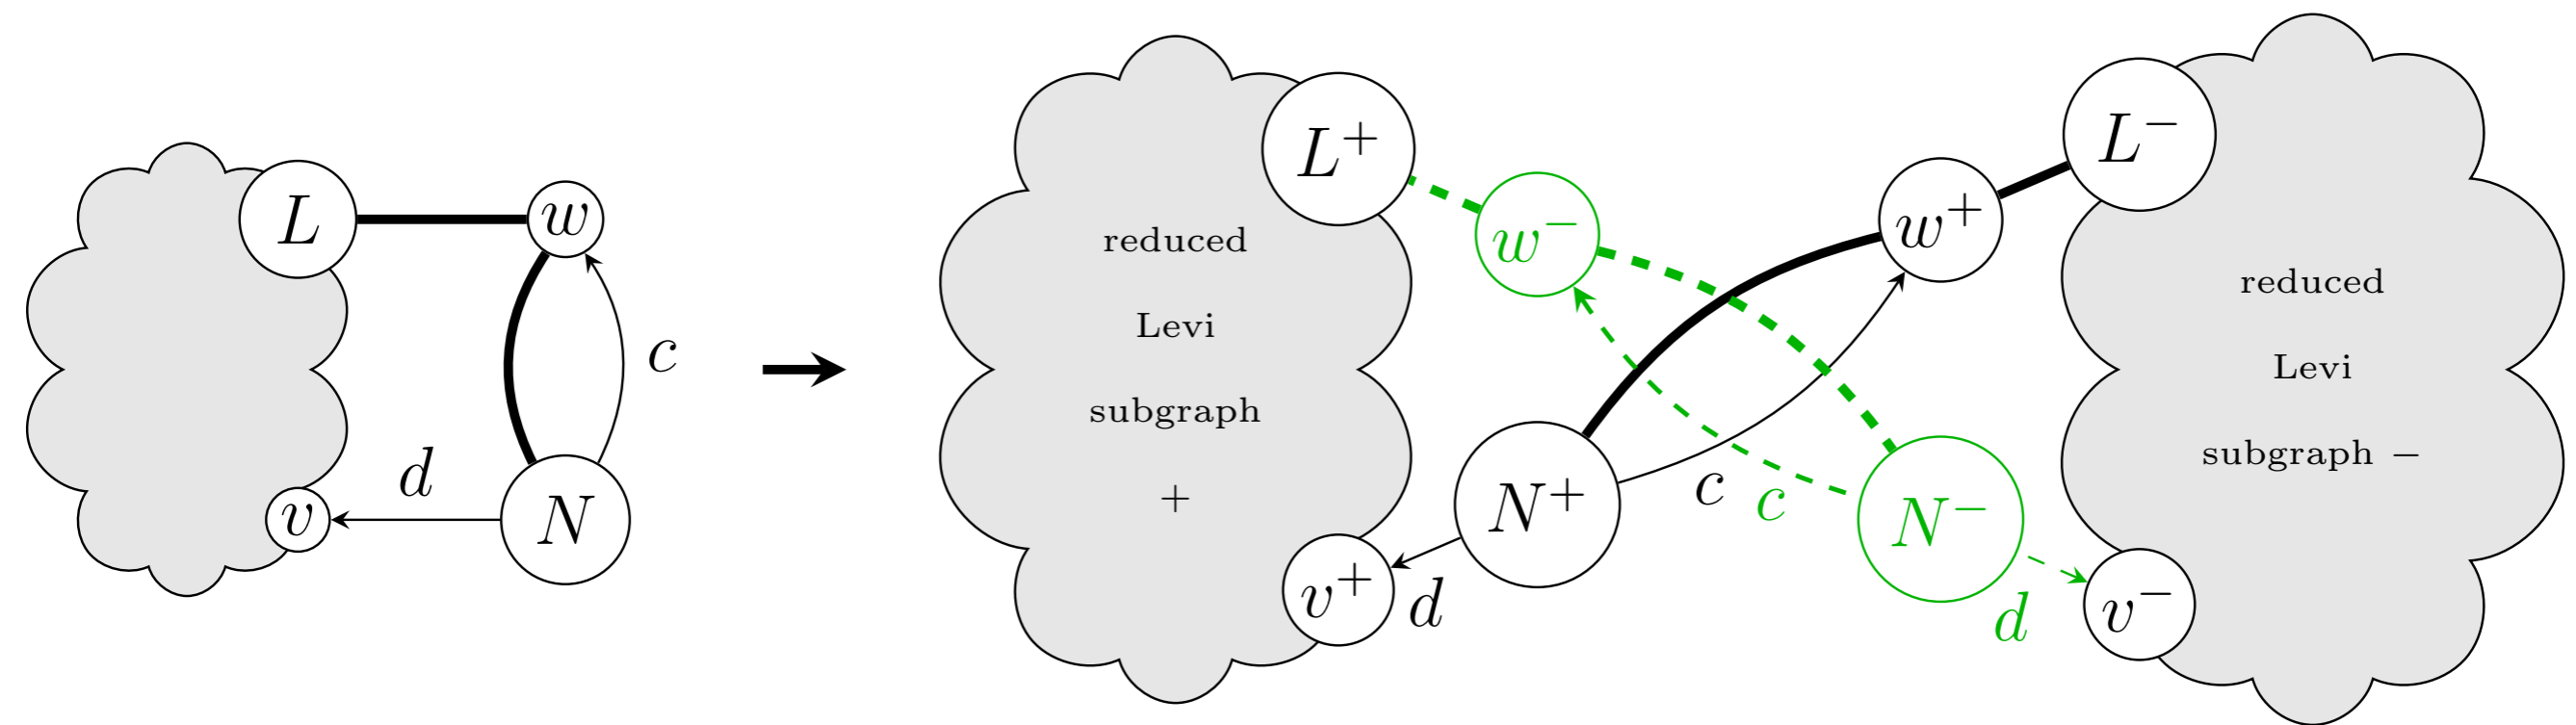 L
w
c
d
v
N
reduced
Levi
subgraph
+
L⁺
w⁻
w⁺
L⁻
N⁺
c
c
N⁻
v⁺
d
d
v⁻
reduced
Levi
subgraph −